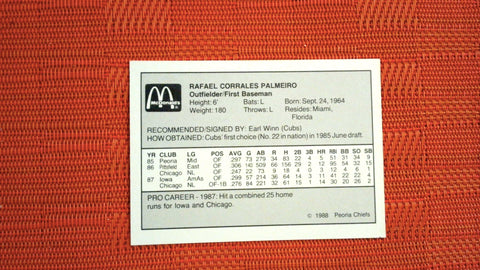 McDonald's
RAFAEL CORRALES PALMEIRO
Outfielder/First Baseman
Height: 6' Bats: L Born: Sept. 24, 1964
Weight: 180 Throws: L Resides: Miami,
Florida
RECOMMENDED/SIGNED BY: Earl Winn (Cubs)
HOW OBTAINED: Cubs' first choice (No. 22 in nation) in 1985 June draft.
YR CLUB LG POS AVG G AB R H 2B 3B HR RBI BB SO SB
85 Peoria Mid OF .297 73 279 34 83 22 4 5 51 31 34 9
86 Pittsfield East OF .306 140 509 66 156 29 2 12 95 54 32 15
Chicago NL OF .247 22 73 9 18 4 0 3 12 4 6 1
87 Iowa AmAs OF .299 57 214 36 64 14 3 11 41 22 22 4
Chicago NL OF-1B .276 84 221 32 61 15 1 14 30 20 26 2
PRO CAREER - 1987: Hit a combined 25 home
runs for Iowa and Chicago.
© 1988 Peoria Chiefs